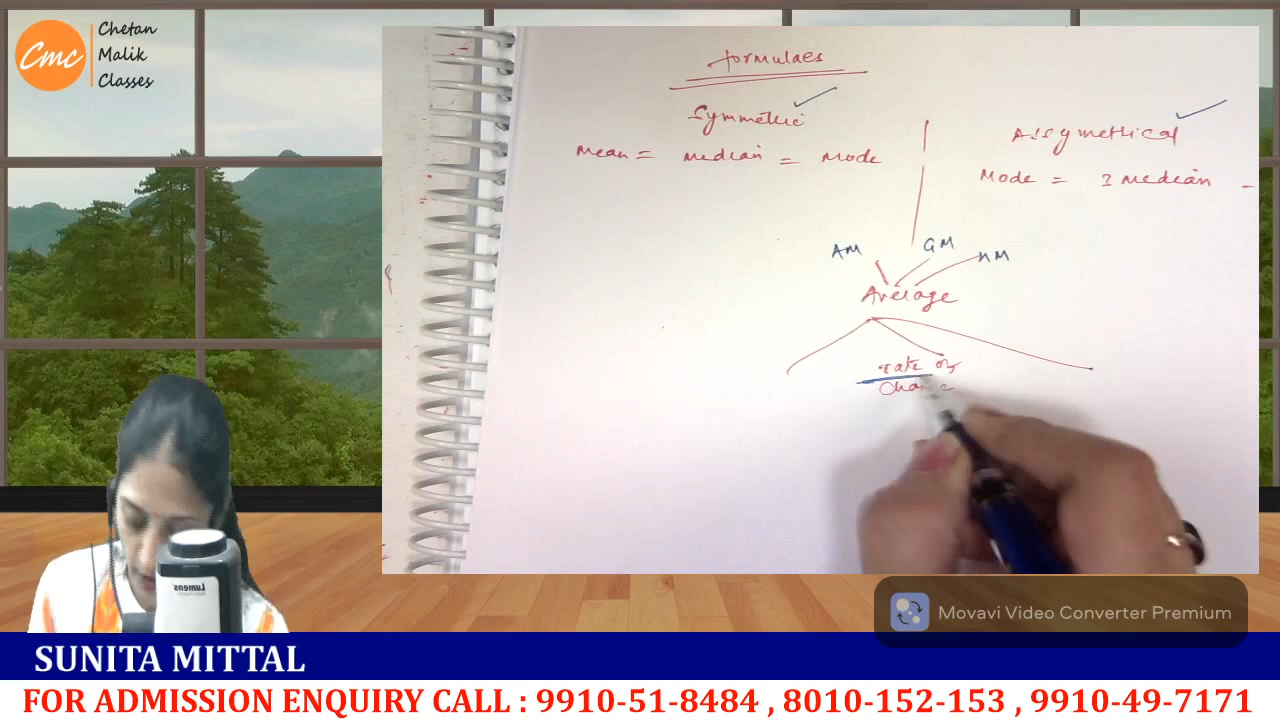 Cmc
Chetan
Malik
Classes
formulaes
Symmetric
Assymethical
Mean = median = Mode
Mode = 3 median -
AM GM HM
Average
rate of
Lumens
Movavi Video Converter Premium
SUNITA MITTAL
FOR ADMISSION ENQUIRY CALL : 9910-51-8484 , 8010-152-153 , 9910-49-7171